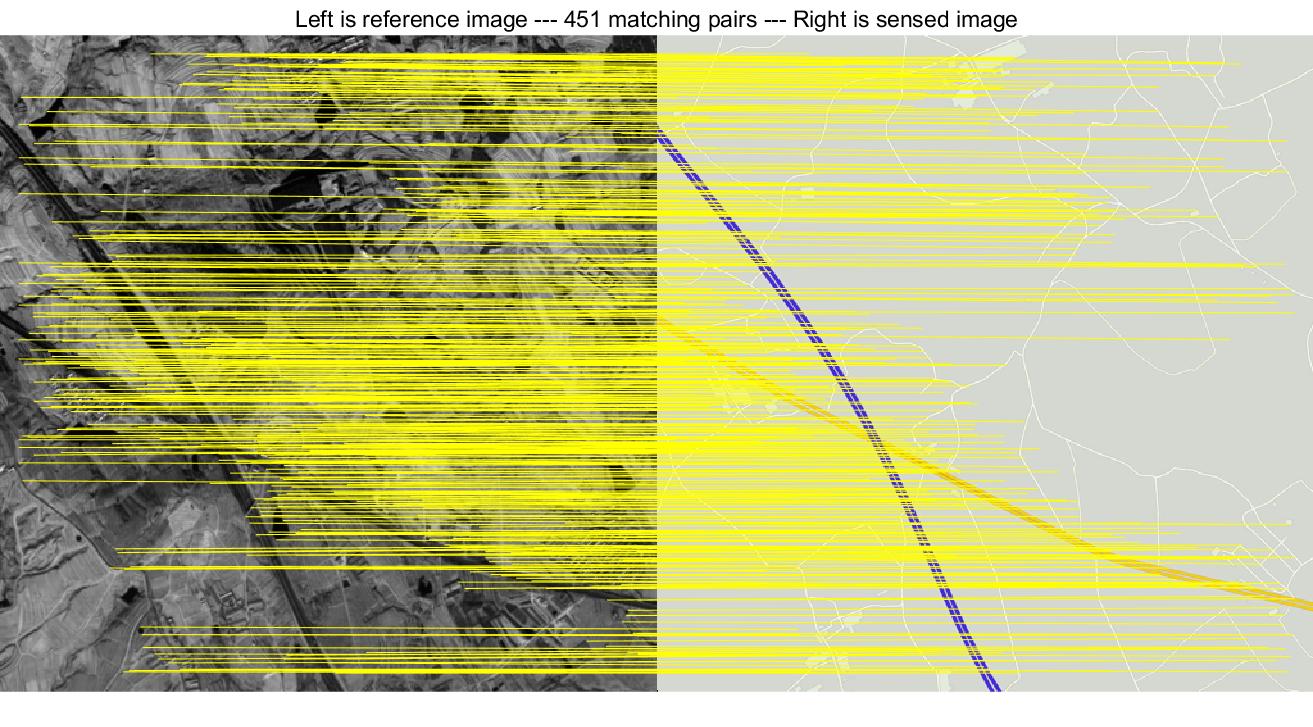 Left is reference image --- 451 matching pairs --- Right is sensed image